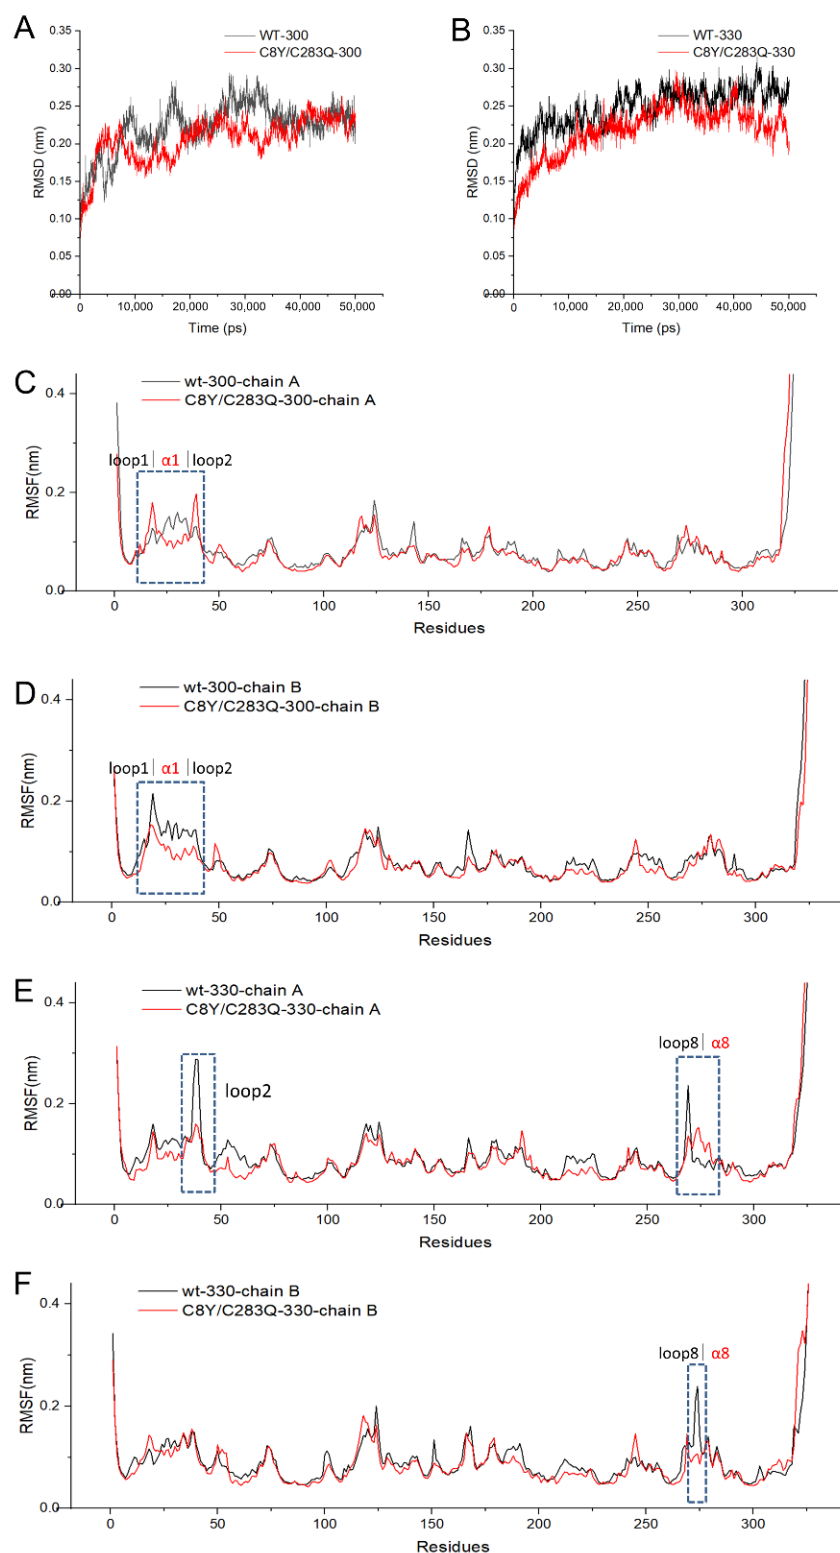 A
WT-300
C8Y/C283Q-300
RMSD (nm)
0.35
0.30
0.25
0.20
0.15
0.10
0.05
0.00
0 10,000 20,000 30,000 40,000 50,000
Time (ps)
B
WT-330
C8Y/C283Q-330
RMSD (nm)
0.35
0.30
0.25
0.20
0.15
0.10
0.05
0.00
0 10,000 20,000 30,000 40,000 50,000
Time (ps)
C
wt-300-chain A
C8Y/C283Q-300-chain A
loop1 | α1 | loop2
RMSF(nm)
0.4
0.2
0.0
0 50 100 150 200 250 300
Residues
D
wt-300-chain B
C8Y/C283Q-300-chain B
loop1 | α1 | loop2
RMSF(nm)
0.4
0.2
0.0
0 50 100 150 200 250 300
Residues
E
wt-330-chain A
C8Y/C283Q-330-chain A
loop8 | α8
loop2
RMSF(nm)
0.4
0.2
0.0
0 50 100 150 200 250 300
Residues
F
wt-330-chain B
C8Y/C283Q-330-chain B
loop8 | α8
RMSF(nm)
0.4
0.2
0.0
0 50 100 150 200 250 300
Residues